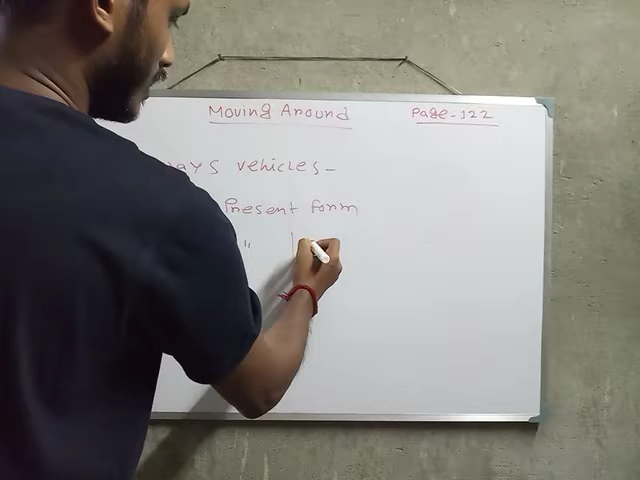 Moving Around
Page-122
vehicles-
Present form
"